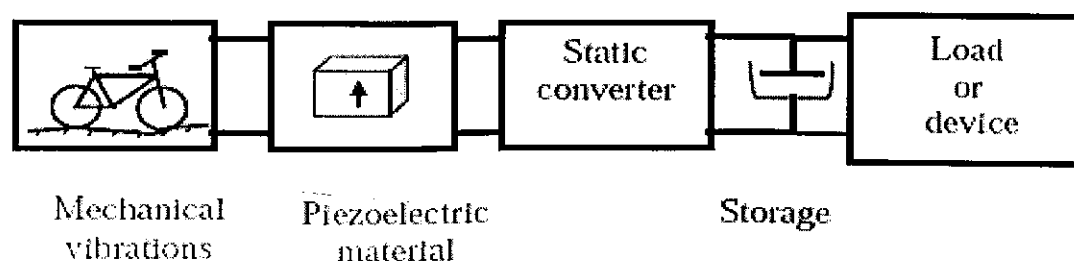 Static
converter
Load
or
device
Mechanical
vibrations
Piezoelectric
material
Storage